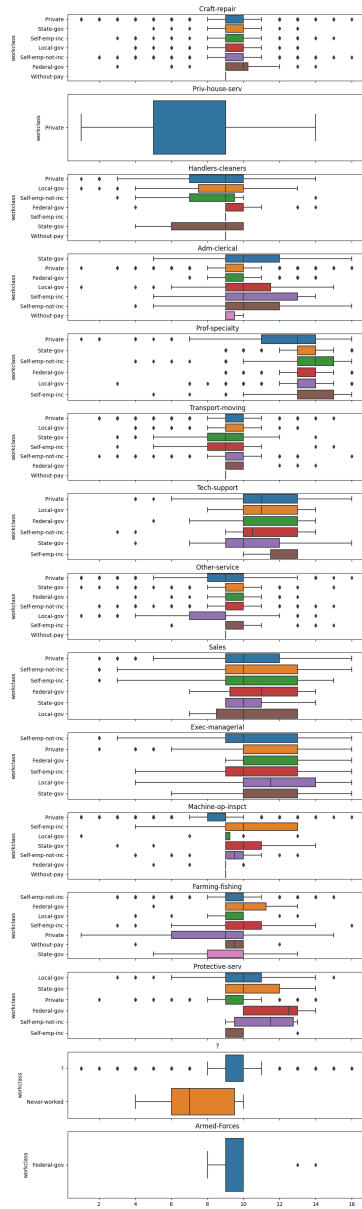 Craft-repair
workclass
Private
State-gov
Self-emp-inc
Local-gov
Self-emp-not-inc
Federal-gov
Without-pay
Priv-house-serv
workclass
Private
Handlers-cleaners
workclass
Private
Local-gov
Self-emp-not-inc
Federal-gov
Self-emp-inc
State-gov
Without-pay
Adm-clerical
workclass
State-gov
Private
Federal-gov
Local-gov
Self-emp-inc
Self-emp-not-inc
Without-pay
Prof-specialty
workclass
Private
State-gov
Self-emp-not-inc
Federal-gov
Local-gov
Self-emp-inc
Transport-moving
workclass
Private
Local-gov
State-gov
Self-emp-inc
Self-emp-not-inc
Federal-gov
Without-pay
Tech-support
workclass
Private
Local-gov
Federal-gov
Self-emp-not-inc
State-gov
Self-emp-inc
Other-service
workclass
Private
State-gov
Federal-gov
Self-emp-not-inc
Local-gov
Self-emp-inc
Without-pay
Sales
workclass
Private
Self-emp-not-inc
Self-emp-inc
Federal-gov
State-gov
Local-gov
Exec-managerial
workclass
Self-emp-not-inc
Private
Federal-gov
Self-emp-inc
Local-gov
State-gov
Machine-op-inspct
workclass
Private
Self-emp-inc
Local-gov
State-gov
Self-emp-not-inc
Federal-gov
Without-pay
Farming-fishing
workclass
Self-emp-not-inc
Federal-gov
Local-gov
Self-emp-inc
Private
Without-pay
State-gov
Protective-serv
workclass
Local-gov
State-gov
Private
Federal-gov
Self-emp-not-inc
Self-emp-inc
?
workclass
?
Never-worked
Armed-Forces
workclass
Federal-gov
2 4 6 8 10 12 14 16